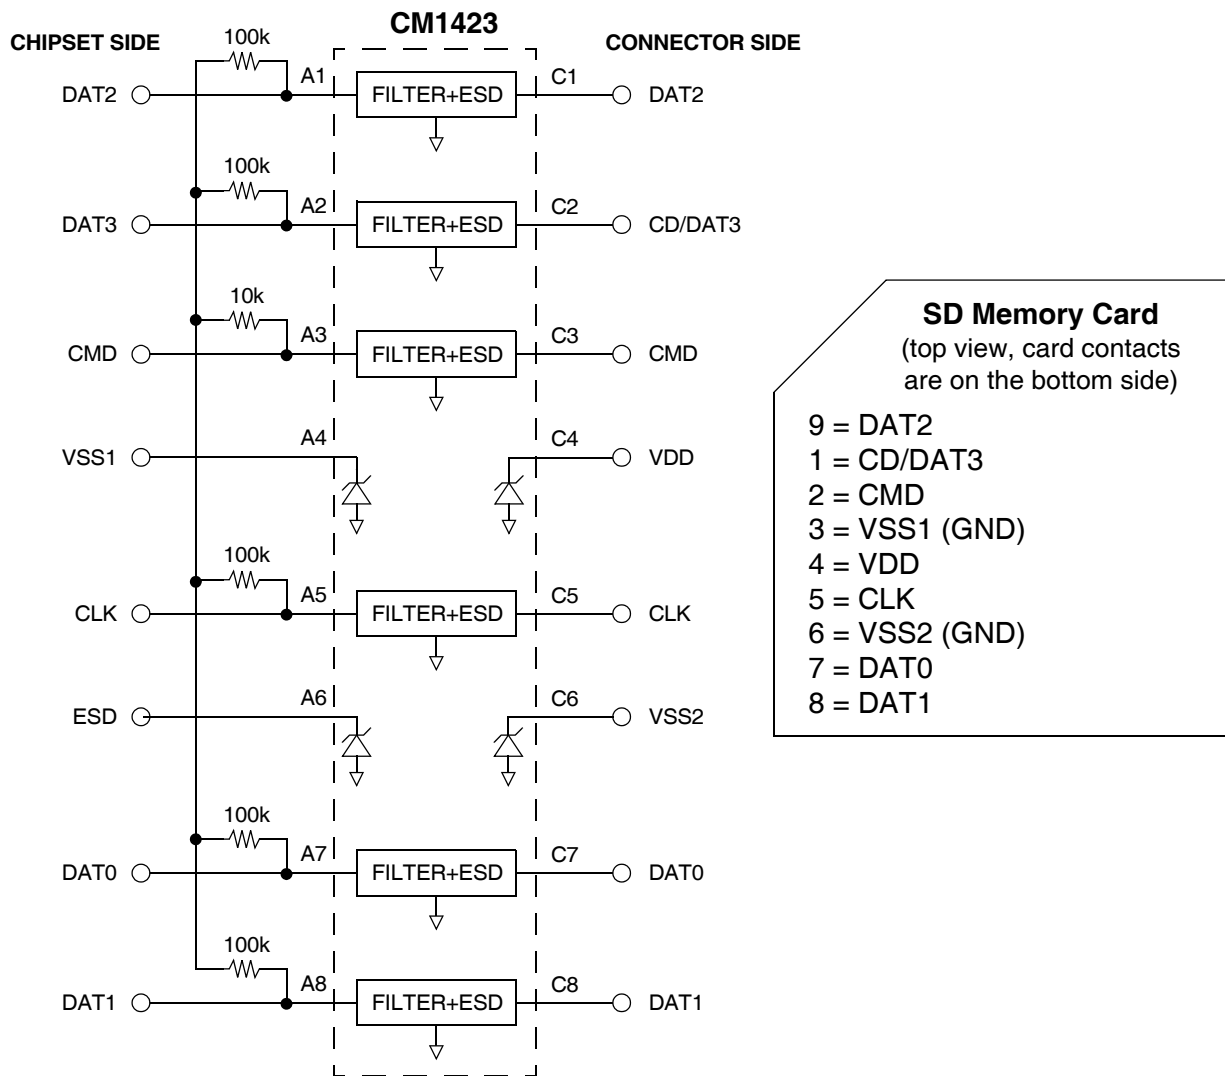 CM1423
CHIPSET SIDE
CONNECTOR SIDE
100k
DAT2
A1
FILTER+ESD
C1
DAT2
100k
DAT3
A2
FILTER+ESD
C2
CD/DAT3
10k
CMD
A3
FILTER+ESD
C3
CMD
VSS1
A4
C4
VDD
100k
CLK
A5
FILTER+ESD
C5
CLK
ESD
A6
C6
VSS2
100k
DAT0
A7
FILTER+ESD
C7
DAT0
100k
DAT1
A8
FILTER+ESD
C8
DAT1
SD Memory Card
(top view, card contacts
are on the bottom side)
9 = DAT2
1 = CD/DAT3
2 = CMD
3 = VSS1 (GND)
4 = VDD
5 = CLK
6 = VSS2 (GND)
7 = DAT0
8 = DAT1